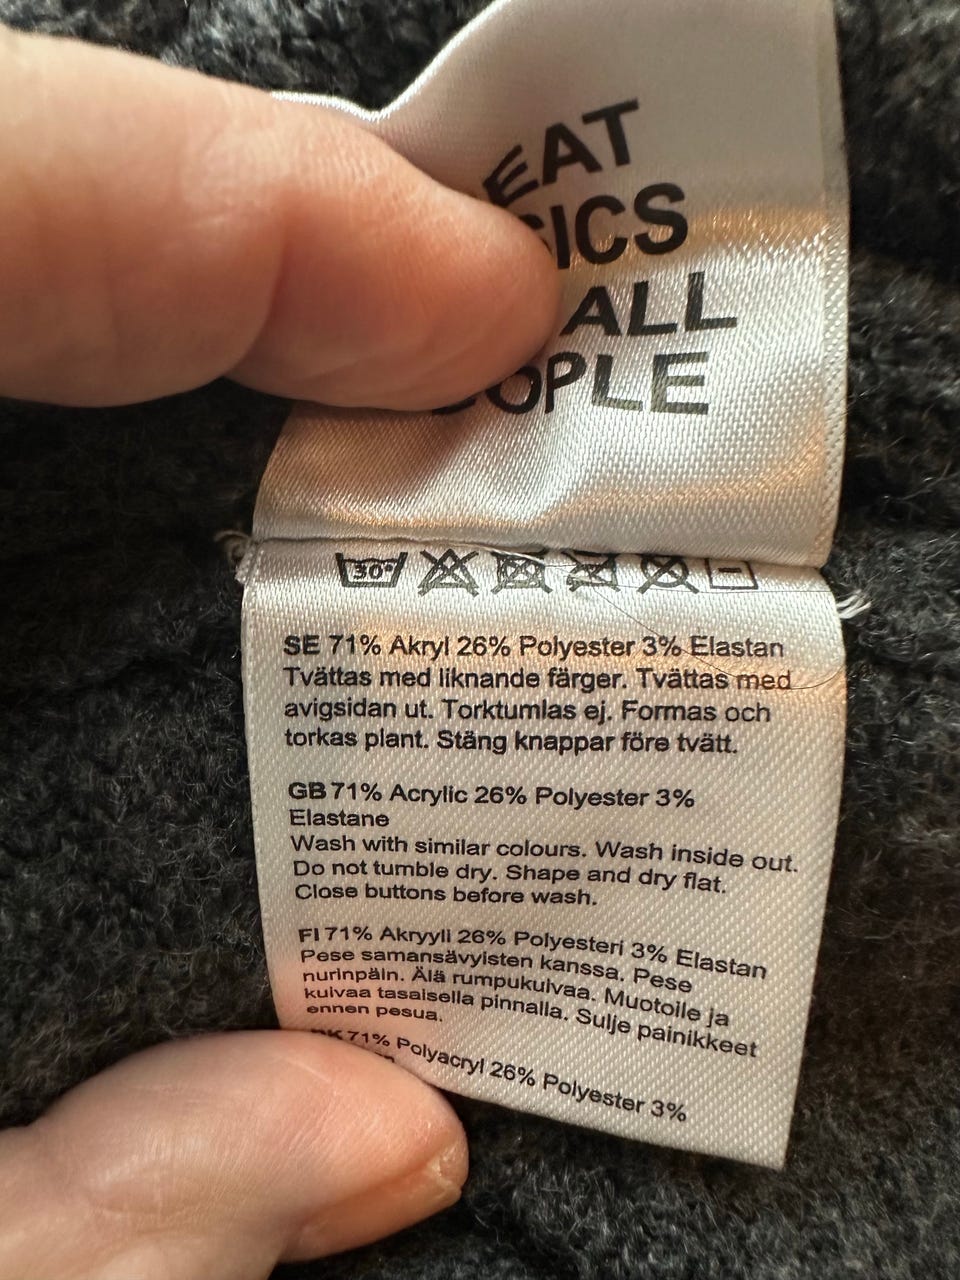 EAT
ALL
30°
SE 71% Akryl 26% Polyester 3% Elastan
Tvättas med liknande färger. Tvättas med
avigsidan ut. Torktumlas ej. Formas och
torkas plant. Stäng knappar före tvätt.
GB 71% Acrylic 26% Polyester 3%
Elastane
Wash with similar colours. Wash inside out.
Do not tumble dry. Shape and dry flat.
Close buttons before wash.
FI 71% Akryyli 26% Polyesteri 3% Elastan
Pese samansävyisten kanssa. Pese
nurinpäin. Älä rumpukuivaa. Muotoile ja
kuivaa tasaisella pinnalla. Sulje painikkeet
ennen pesua.
71% Polyacryl 26% Polyester 3%